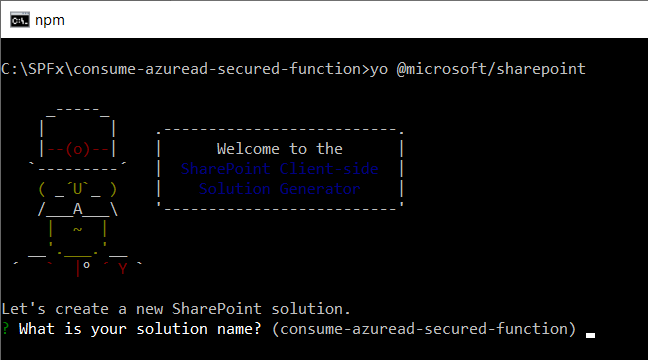 npm
C:\SPFx\consume-azuread-secured-function>yo @microsoft/sharepoint
     _-----_
    |       |    .--------------------------.
    |--(o)--|    |      Welcome to the      |
   `---------´   |  SharePoint Client-side  |
    ( _´U`_ )    |    Solution Generator    |
    /___A___\    '--------------------------'
     |  ~  |
   __'.___.'__
 ´   `  |° ´ Y `
Let's create a new SharePoint solution.
? What is your solution name? (consume-azuread-secured-function)